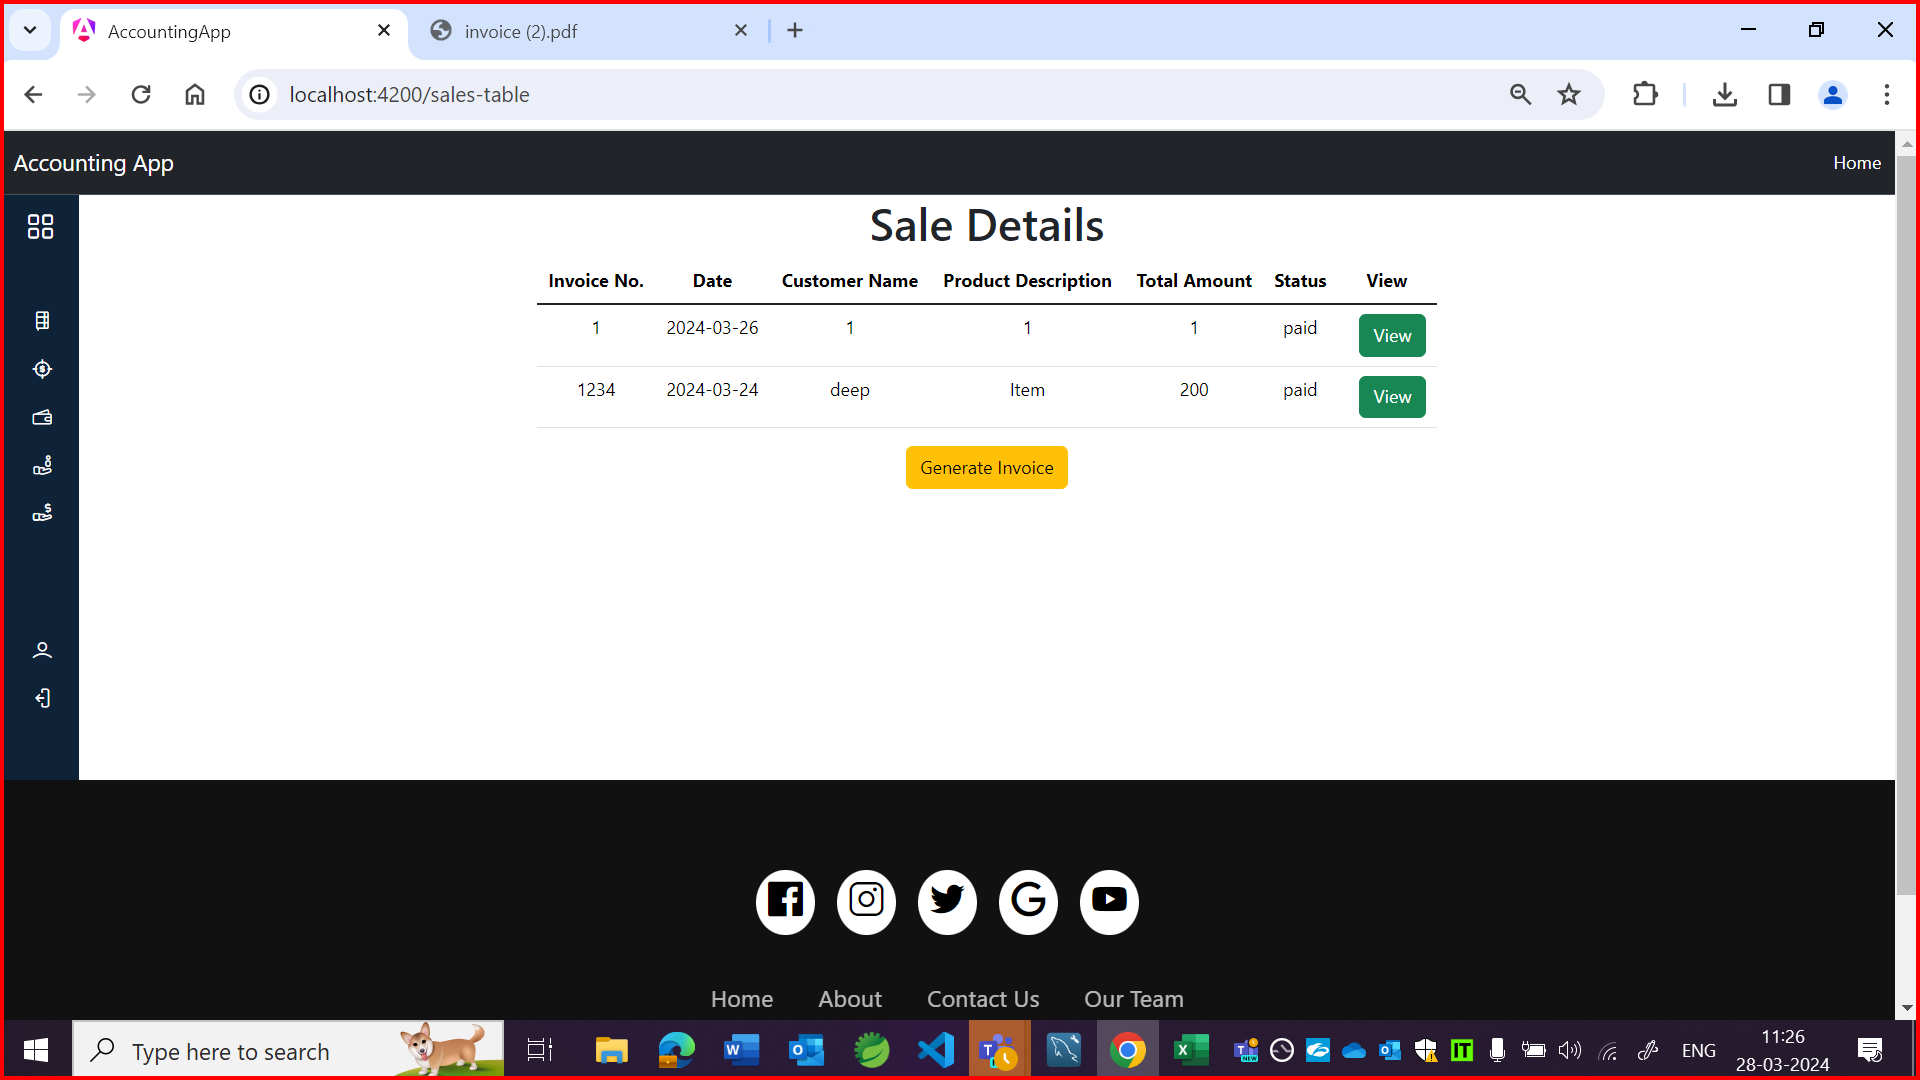 AccountingApp
invoice (2).pdf
localhost:4200/sales-table
Accounting App
Home
Sale Details
Invoice No. Date Customer Name Product Description Total Amount Status View
1 2024-03-26 1 1 1 paid View
1234 2024-03-24 deep Item 200 paid View
Generate Invoice
Home About Contact Us Our Team
Type here to search
ENG
11:26
28-03-2024